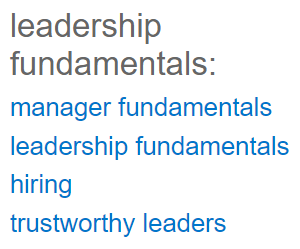 leadership
fundamentals:
manager fundamentals
leadership fundamentals
hiring
trustworthy leaders